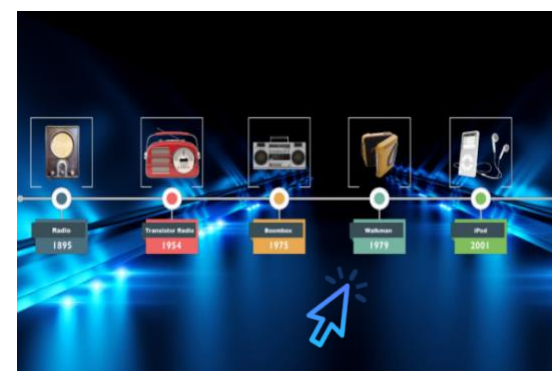 Radio
1895
Transistor Radio
1954
Boombox
1975
Walkman
1979
iPod
2001